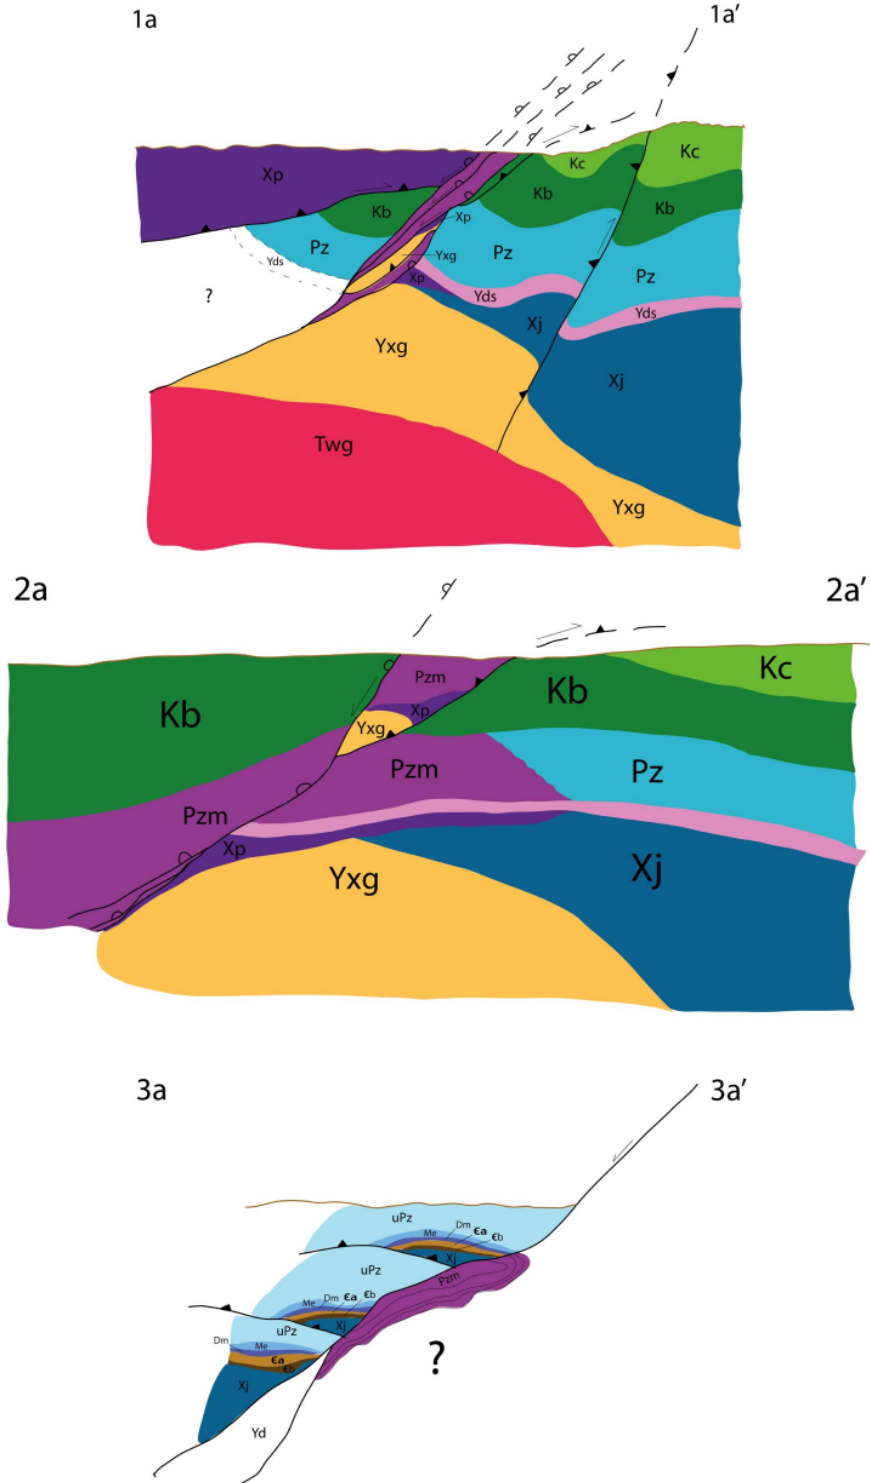 1a 1a'
Xp Kb Kc Kc
Kb Kb
Xp
Pz Pz
Yds Yxg
Xp
Pz
?
Yds Yds
Xj
Yxg
Xj
Twg
Yxg
2a 2a'
Kc
Pzm
Kb Xp Kb
Yxg
Pzm Pz
Pzm
Xp
Yxg Xj
3a 3a'
uPz Dm
Me Єa
Єb
Xj
uPz Pzm
Me Dm Єa Єb
Xj
uPz
Dm Me
Єa
Єb
Xj
?
Yd